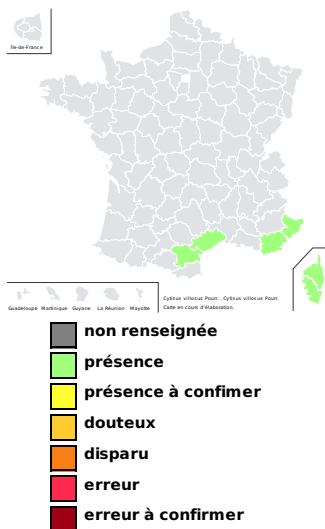 Île-de-France
Guadeloupe Martinique Guyane La Réunion Mayotte
Cytisus villosus Pourr. , Cytisus villosus Pourr.
Carte en cours d'élaboration.
non renseignée
présence
présence à confimer
douteux
disparu
erreur
erreur à confirmer